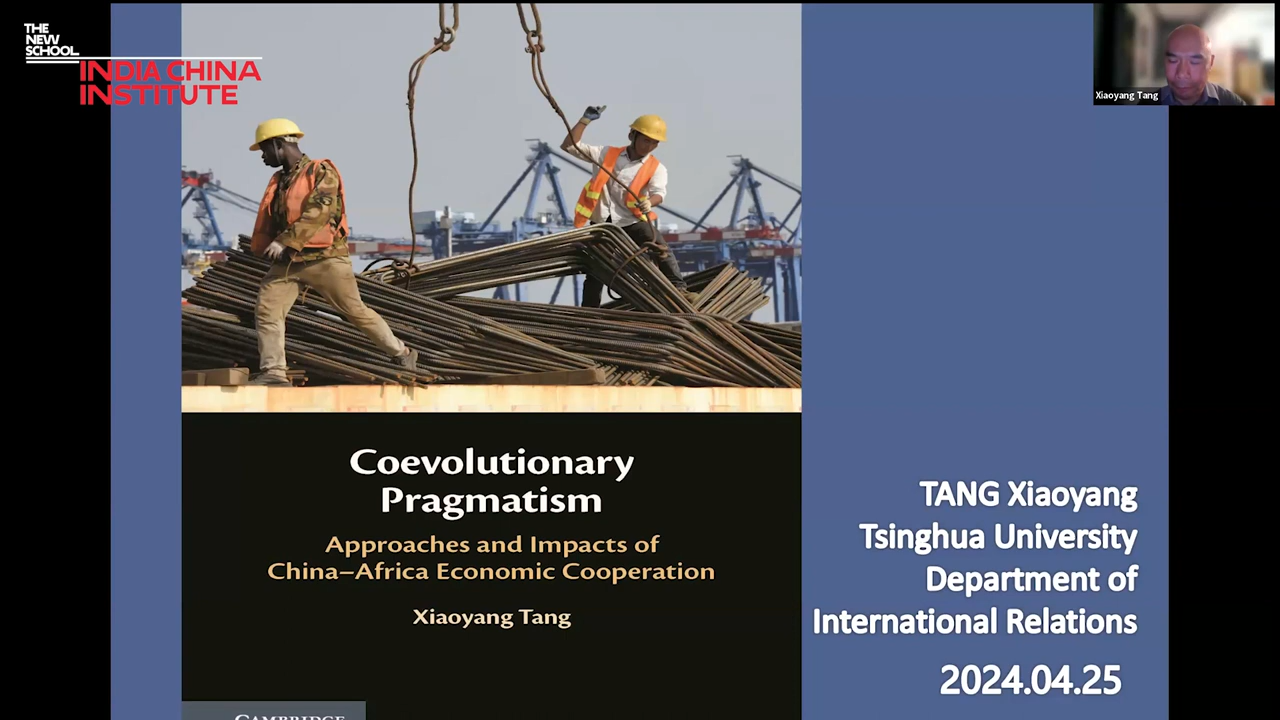 THE
NEW
SCHOOL
INDIA CHINA
INSTITUTE
Xiaoyang Tang
Coevolutionary
Pragmatism
Approaches and Impacts of
China–Africa Economic Cooperation
Xiaoyang Tang
CAMBRIDGE
TANG Xiaoyang
Tsinghua University
Department of
International Relations
2024.04.25